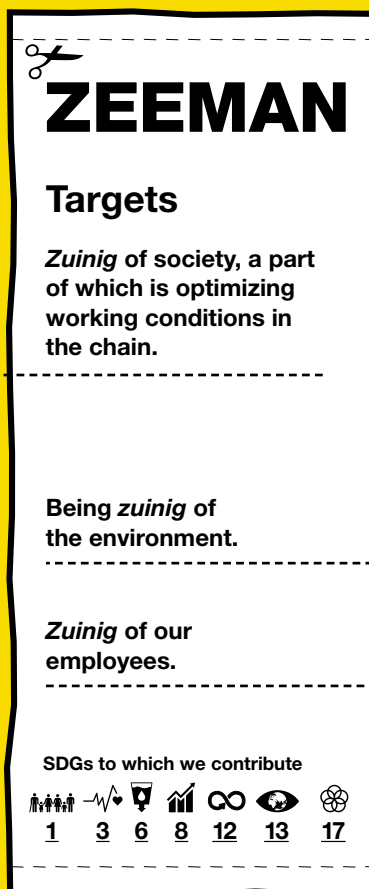 ZEEMAN
Targets
Zuinig of society, a part
of which is optimizing
working conditions in
the chain.
Being zuinig of
the environment.
Zuinig of our
employees.
SDGs to which we contribute
1 3 6 8 12 13 17